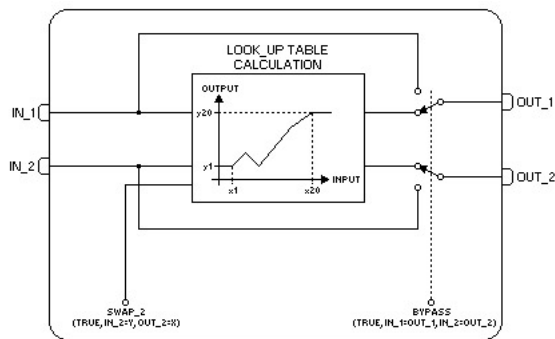 LOOK_UP TABLE
CALCULATION
OUTPUT
IN_1
y20
OUT_1
IN_2
y1
INPUT
x1
x20
OUT_2
SWAP_2
(TRUE, IN_2=Y, OUT_2=X)
BYPASS
(TRUE, IN_1=OUT_1, IN_2=OUT_2)